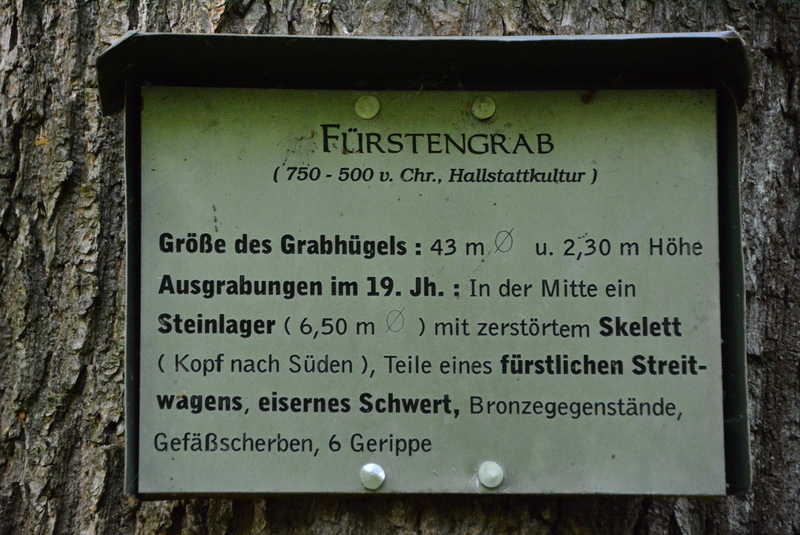 FÜRSTENGRAB
( 750 - 500 v. Chr., Hallstattkultur )
Größe des Grabhügels : 43 m ∅ u. 2,30 m Höhe
Ausgrabungen im 19. Jh. : In der Mitte ein
Steinlager ( 6,50 m ∅ ) mit zerstörtem Skelett
( Kopf nach Süden ), Teile eines fürstlichen Streit-
wagens, eisernes Schwert, Bronzegegenstände,
Gefäßscherben, 6 Gerippe